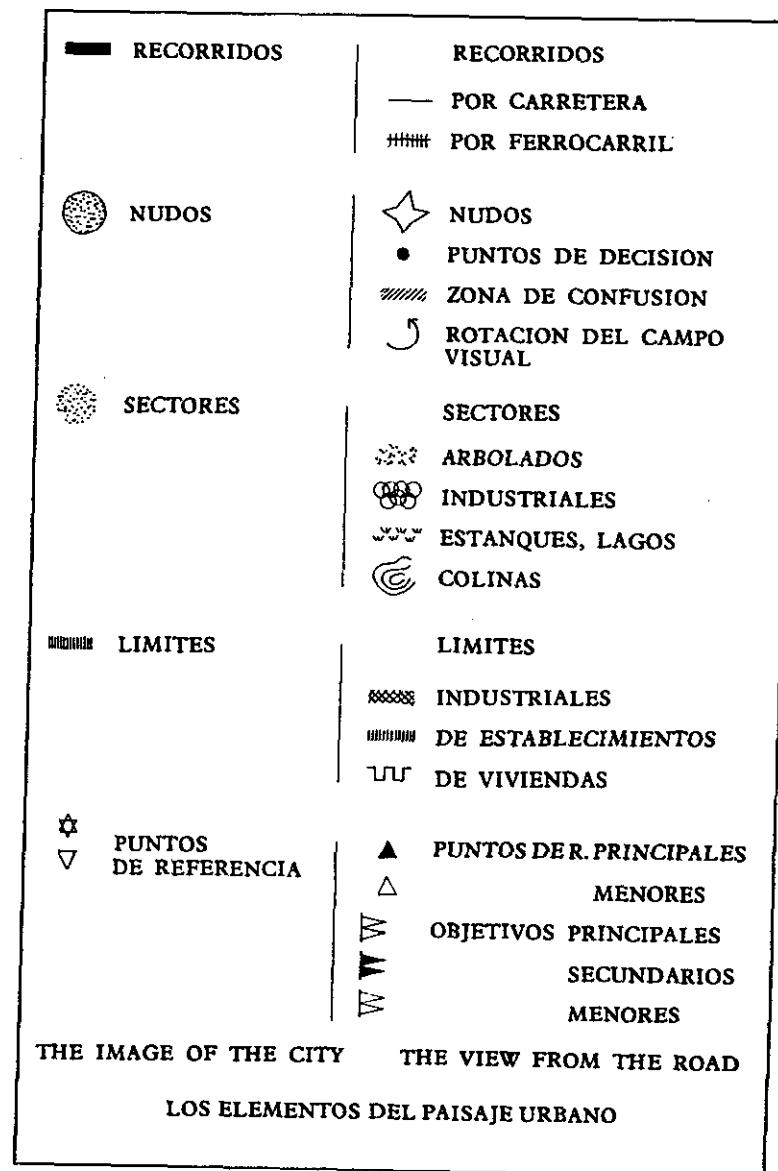 RECORRIDOS
RECORRIDOS
POR CARRETERA
POR FERROCARRIL
NUDOS
NUDOS
PUNTOS DE DECISION
ZONA DE CONFUSION
ROTACION DEL CAMPO
VISUAL
SECTORES
SECTORES
ARBOLADOS
INDUSTRIALES
ESTANQUES, LAGOS
COLINAS
LIMITES
LIMITES
INDUSTRIALES
DE ESTABLECIMIENTOS
DE VIVIENDAS
PUNTOS
DE REFERENCIA
PUNTOS DE R. PRINCIPALES
MENORES
OBJETIVOS PRINCIPALES
SECUNDARIOS
MENORES
THE IMAGE OF THE CITY
THE VIEW FROM THE ROAD
LOS ELEMENTOS DEL PAISAJE URBANO